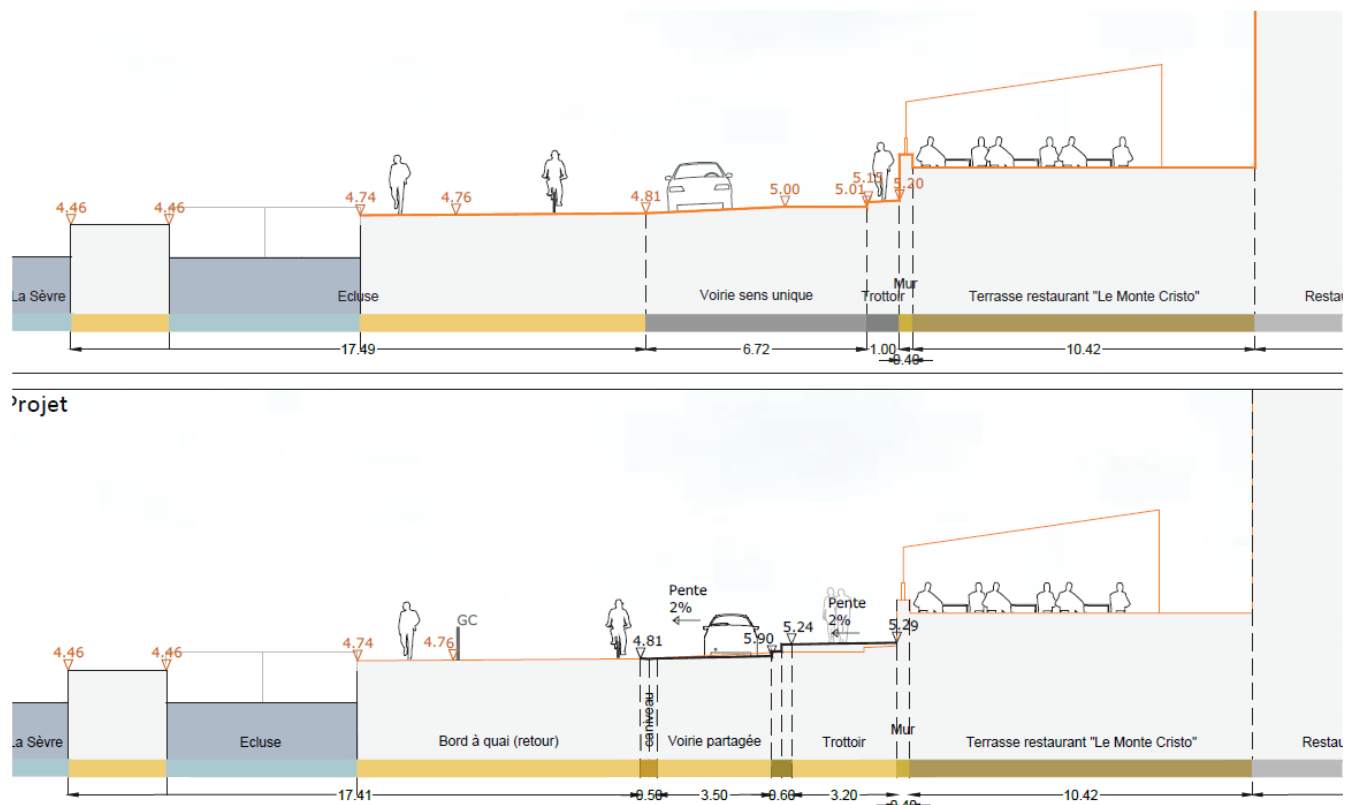 4.46
4.46
4.74
4.76
4.81
5.00
5.15
5.01
5.20
La Sèvre
Ecluse
Voirie sens unique
Trottoir
Mur
Terrasse restaurant "Le Monte Cristo"
Restau
17.49
6.72
1.00
0.40
10.42
Projet
4.46
4.46
4.74
4.76
GC
4.81
Pente
2%
5.90
5.24
Pente
2%
5.29
La Sèvre
Ecluse
Bord à quai (retour)
caniveau
Voirie partagée
Trottoir
Mur
Terrasse restaurant "Le Monte Cristo"
Restau
17.41
0.50
3.50
0.60
3.20
0.40
10.42